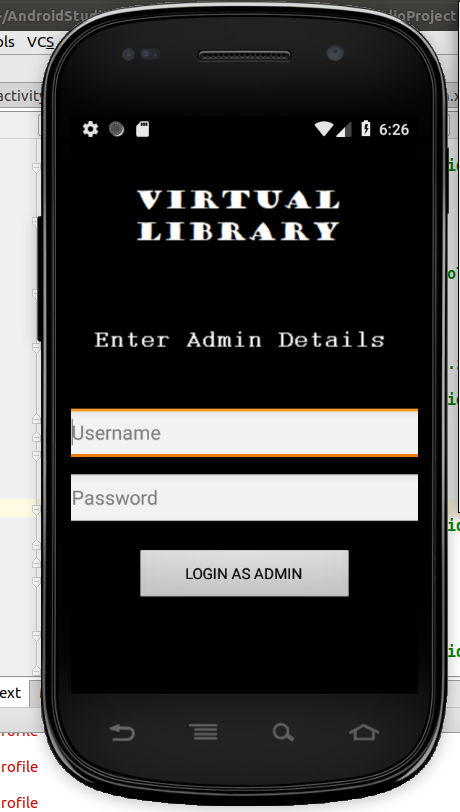 ~/AndroidStudi
dioProject
ols VCS
activity
6:26
VIRTUAL
LIBRARY
Enter Admin Details
Username
Password
LOGIN AS ADMIN
ext
rofile
rofile
rofile